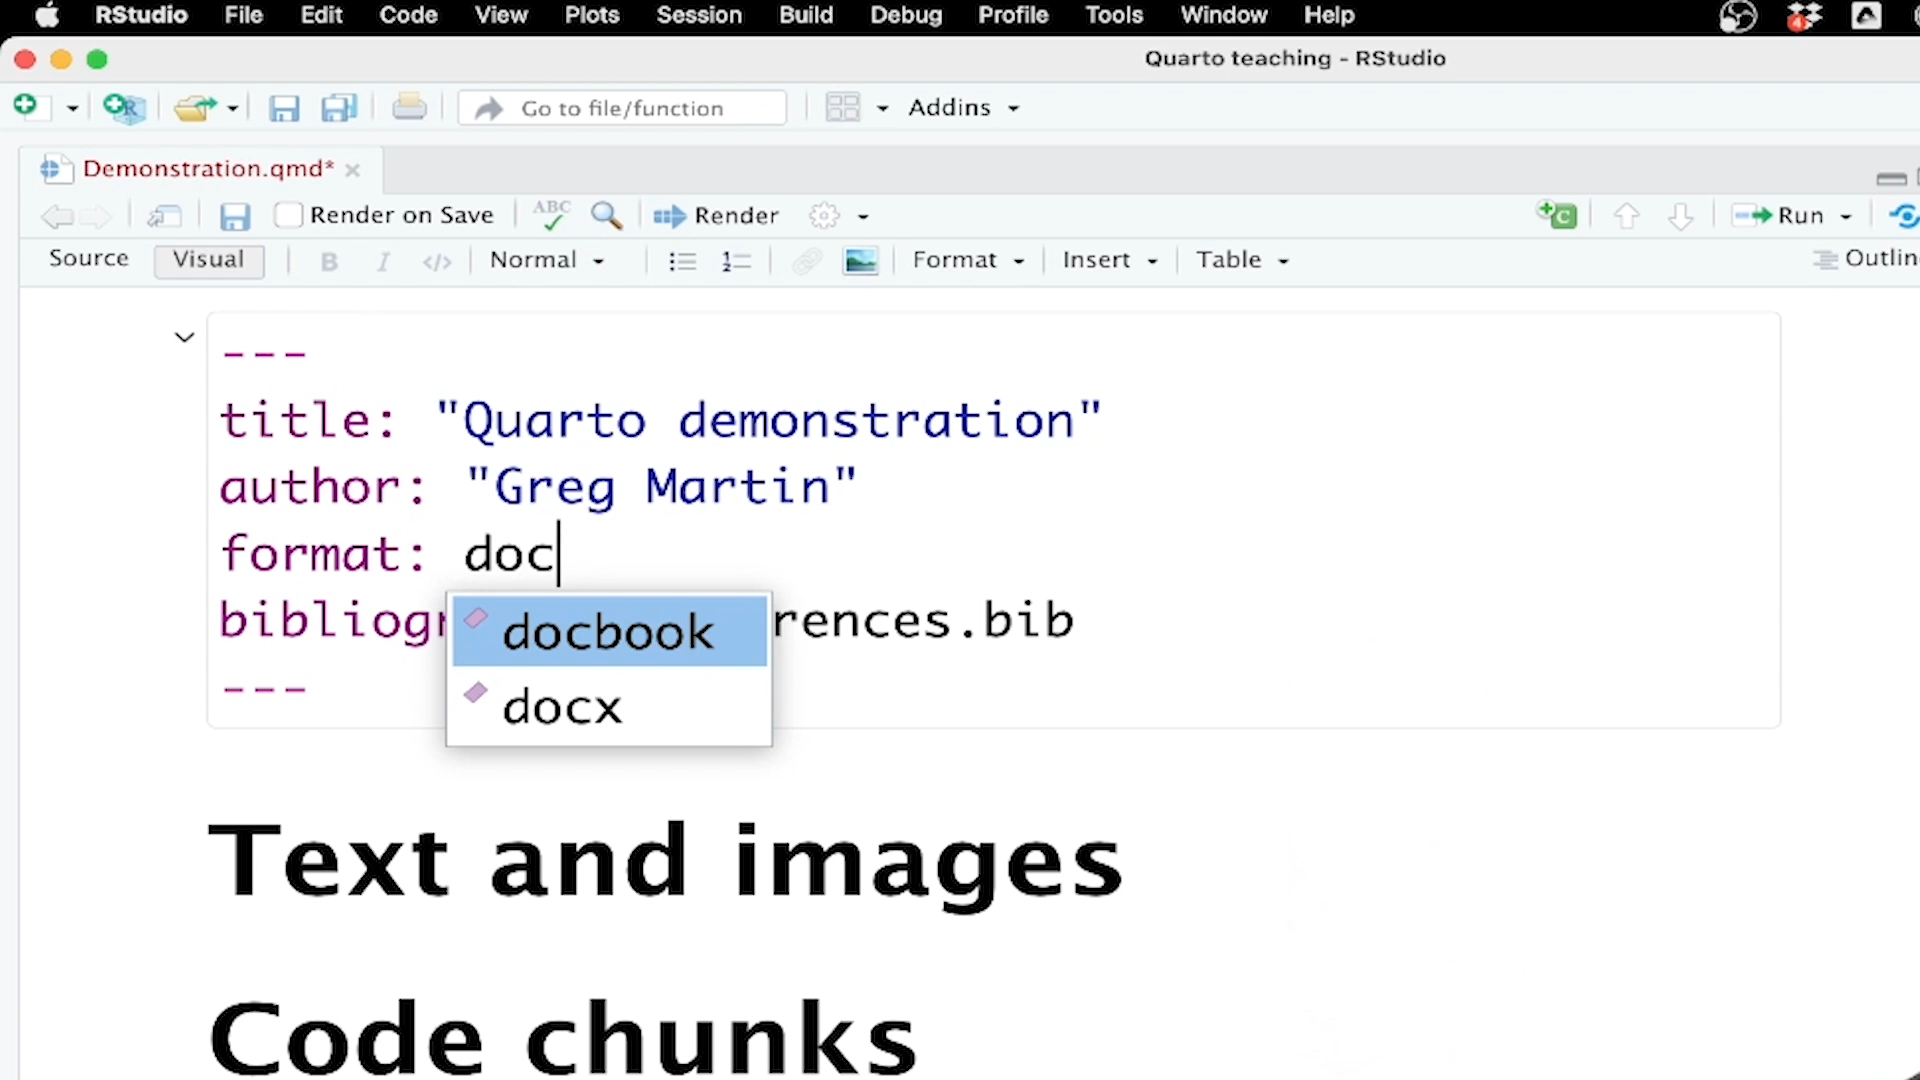 RStudio File Edit Code View Plots Session Build Debug Profile Tools Window Help
4
Quarto teaching - RStudio
R Go to file/function Addins
Demonstration.qmd*
Render on Save ABC Render C Run
Source Visual B I </> Normal Format Insert Table
--- 
title: "Quarto demonstration"
author: "Greg Martin"
format: doc
rences.bib
docbook
---
docx
Text and images
Code chunks